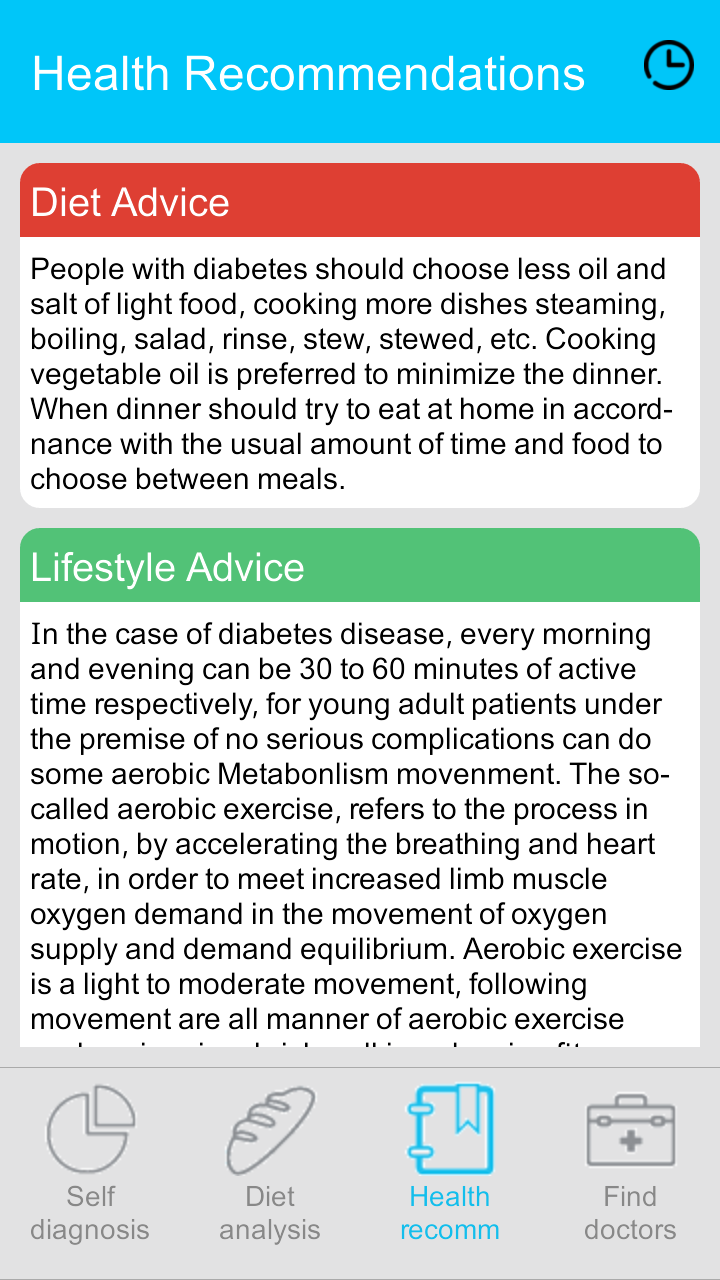 Health Recommendations
Diet Advice
People with diabetes should choose less oil and
salt of light food, cooking more dishes steaming,
boiling, salad, rinse, stew, stewed, etc. Cooking
vegetable oil is preferred to minimize the dinner.
When dinner should try to eat at home in accord-
nance with the usual amount of time and food to
choose between meals.
Lifestyle Advice
In the case of diabetes disease, every morning
and evening can be 30 to 60 minutes of active
time respectively, for young adult patients under
the premise of no serious complications can do
some aerobic Metabonlism movenment. The so-
called aerobic exercise, refers to the process in
motion, by accelerating the breathing and heart
rate, in order to meet increased limb muscle
oxygen demand in the movement of oxygen
supply and demand equilibrium. Aerobic exercise
is a light to moderate movement, following
movement are all manner of aerobic exercise
Self
diagnosis
Diet
analysis
Health
recomm
Find
doctors